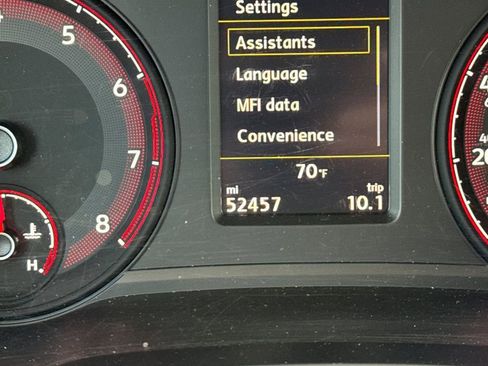 Settings
Assistants
Language
MFI data
Convenience
70°F
mi trip
52457 10.1
5
6
7
8
H